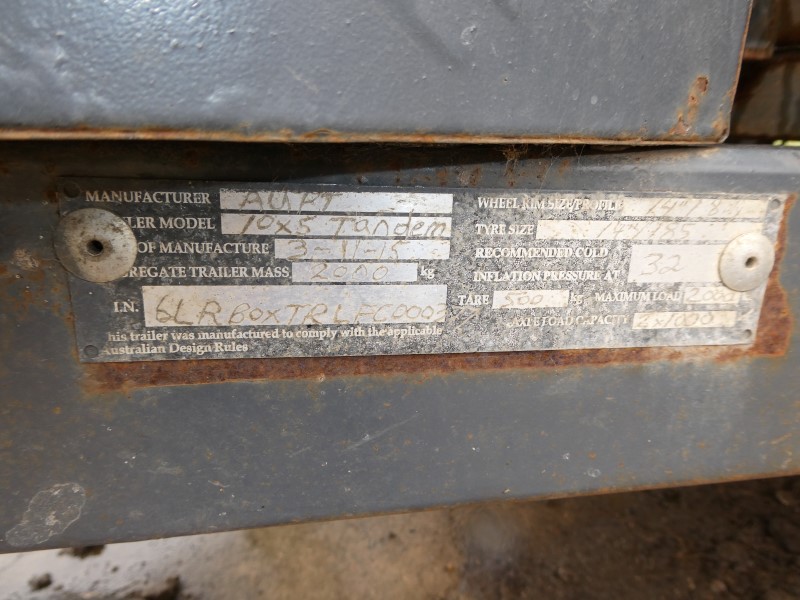 MANUFACTURER AUPT
LER MODEL 10x5 Tandem
OF MANUFACTURE 3-11-15
REGATE TRAILER MASS 2000 kg
I.N. 6LRBOXTRLFC0002
his trailer was manufactured to comply with the applicable
Australian Design Rules
WHEEL RIM SIZE/PROFILE
TYRE SIZE
RECOMMENDED COLD
INFLATION PRESSURE AT 32
TARE 500 kg MAXIMUM LOAD
AXLE LOAD CAPACITY